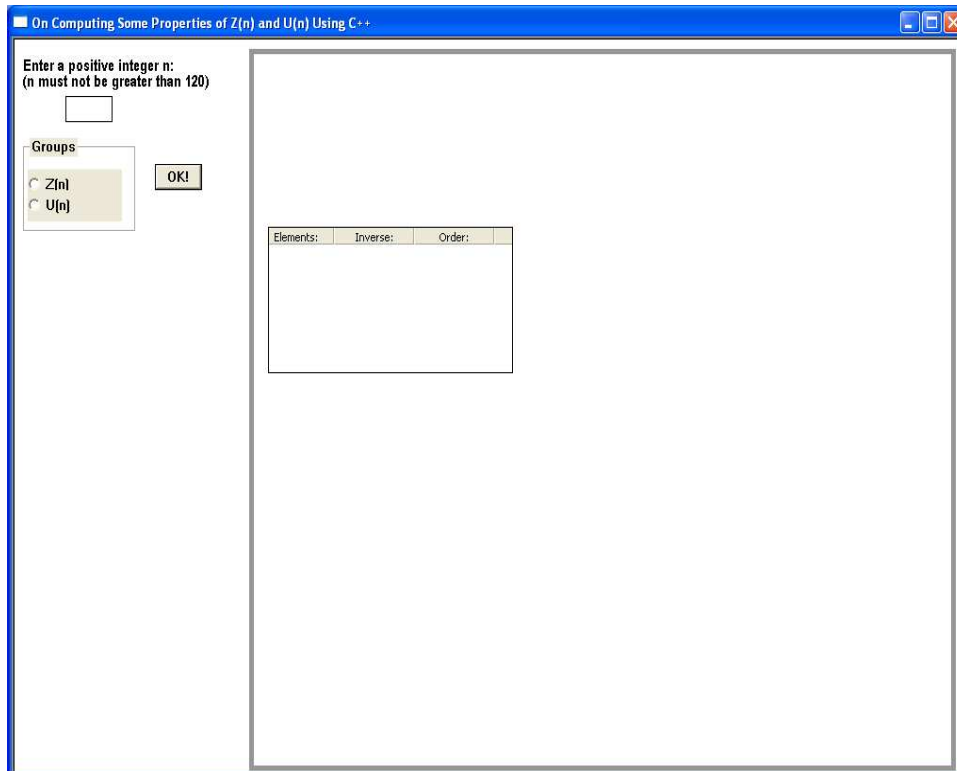 On Computing Some Properties of Z(n) and U(n) Using C++
Enter a positive integer n:
(n must not be greater than 120)
Groups
Z(n)
U(n)
OK!
Elements: Inverse: Order: